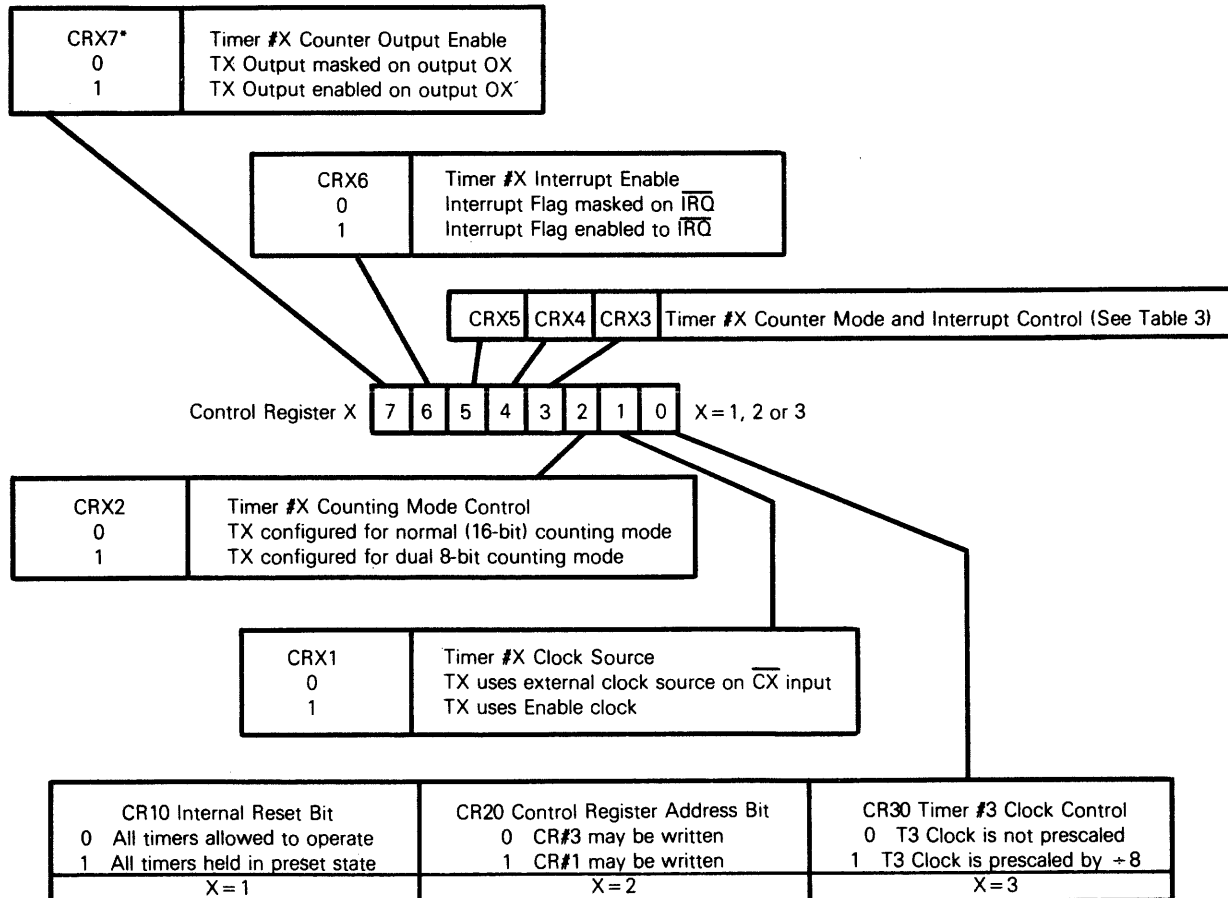 CRX7* Timer #X Counter Output Enable
0 TX Output masked on output OX
1 TX Output enabled on output OX´
CRX6 Timer #X Interrupt Enable
0 Interrupt Flag masked on I̅R̅Q̅
1 Interrupt Flag enabled to I̅R̅Q̅
CRX5 CRX4 CRX3 Timer #X Counter Mode and Interrupt Control (See Table 3)
Control Register X 7 6 5 4 3 2 1 0 X = 1, 2 or 3
CRX2 Timer #X Counting Mode Control
0 TX configured for normal (16-bit) counting mode
1 TX configured for dual 8-bit counting mode
CRX1 Timer #X Clock Source
0 TX uses external clock source on C̅X̅ input
1 TX uses Enable clock
CR10 Internal Reset Bit
0 All timers allowed to operate
1 All timers held in preset state
X = 1
CR20 Control Register Address Bit
0 CR#3 may be written
1 CR#1 may be written
X = 2
CR30 Timer #3 Clock Control
0 T3 Clock is not prescaled
1 T3 Clock is prescaled by ÷8
X = 3